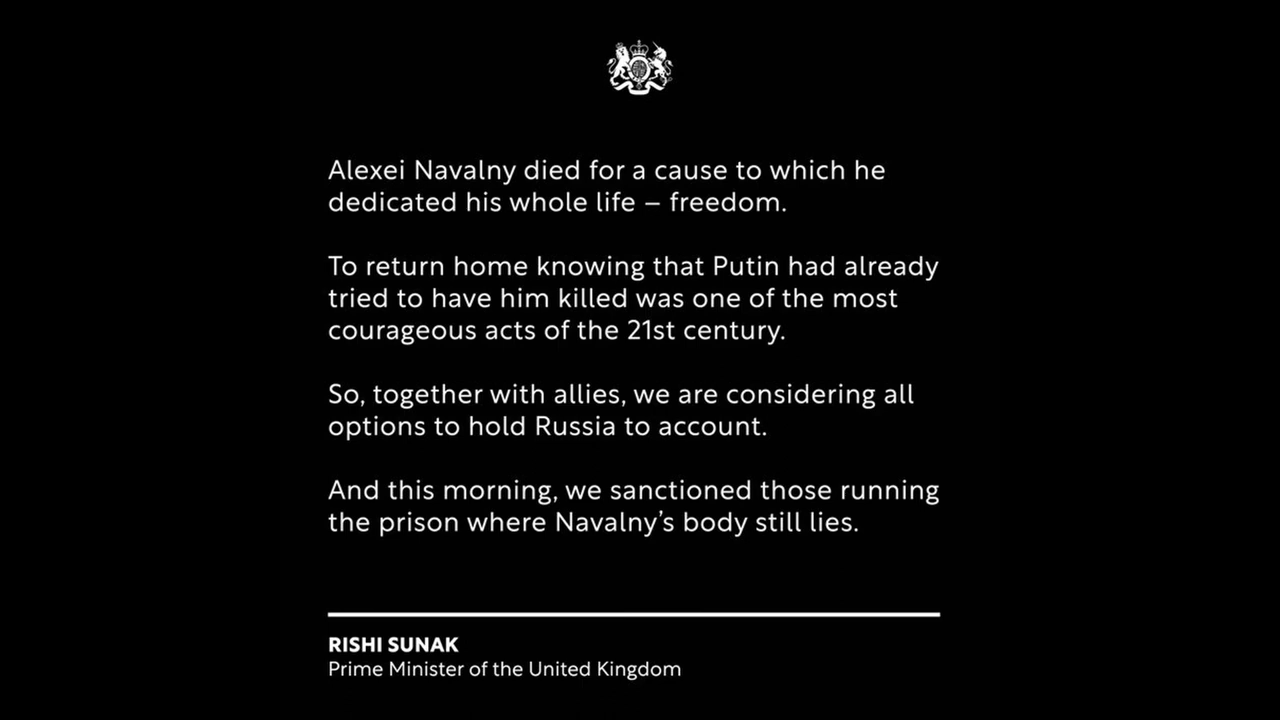 Alexei Navalny died for a cause to which he
dedicated his whole life – freedom.
To return home knowing that Putin had already
tried to have him killed was one of the most
courageous acts of the 21st century.
So, together with allies, we are considering all
options to hold Russia to account.
And this morning, we sanctioned those running
the prison where Navalny’s body still lies.
RISHI SUNAK
Prime Minister of the United Kingdom